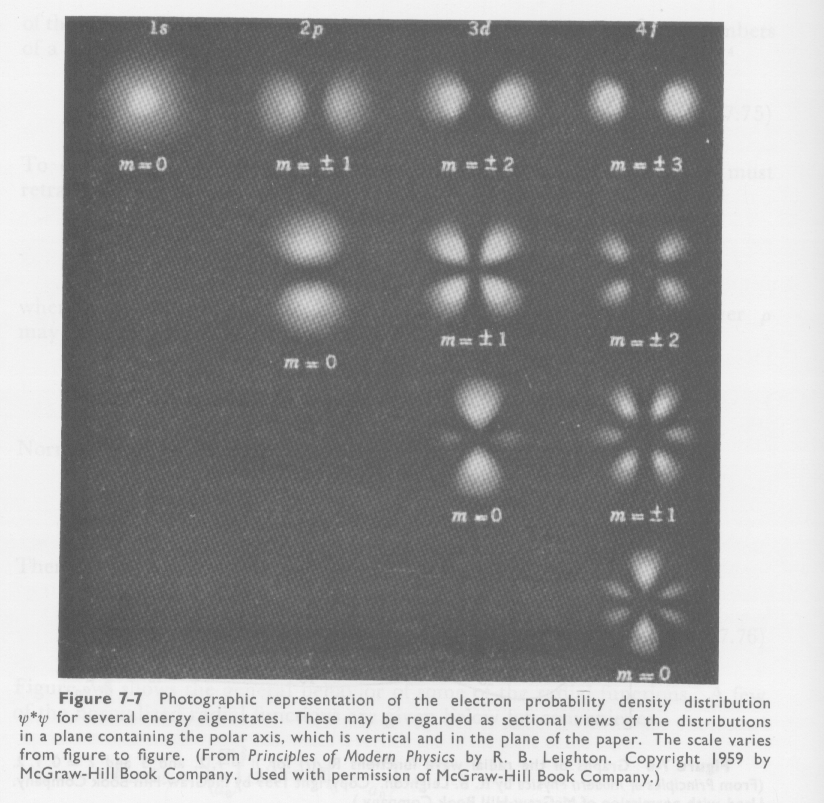 1s 2p 3d 4f
m = 0 m = ± 1 m = ± 2 m = ± 3
m = ± 1 m = ± 2
m = 0
m = 0 m = ± 1
m = 0
Figure 7-7 Photographic representation of the electron probability density distribution
ψ*ψ for several energy eigenstates. These may be regarded as sectional views of the distributions
in a plane containing the polar axis, which is vertical and in the plane of the paper. The scale varies
from figure to figure. (From Principles of Modern Physics by R. B. Leighton. Copyright 1959 by
McGraw-Hill Book Company. Used with permission of McGraw-Hill Book Company.)